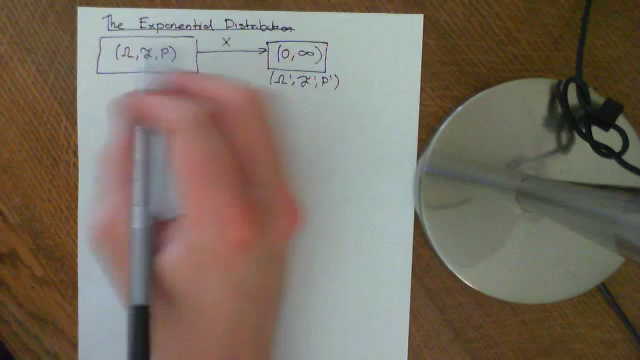 The Exponential Distribution
X
(Ω, F, P) (0, ∞)
(Ω', F', P')